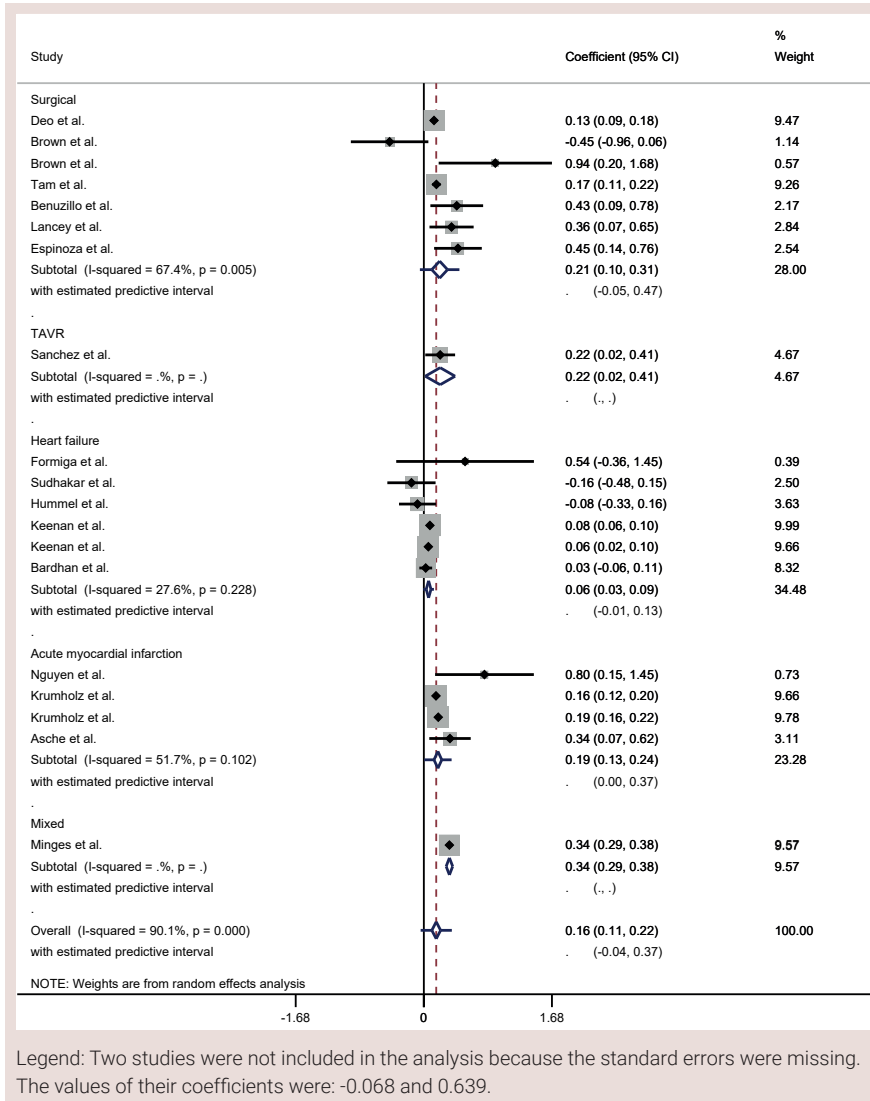 %
Study Coefficient (95% CI) Weight
Surgical
Deo et al. 0.13 (0.09, 0.18) 9.47
Brown et al. -0.45 (-0.96, 0.06) 1.14
Brown et al. 0.94 (0.20, 1.68) 0.57
Tam et al. 0.17 (0.11, 0.22) 9.26
Benuzillo et al. 0.43 (0.09, 0.78) 2.17
Lancey et al. 0.36 (0.07, 0.65) 2.84
Espinoza et al. 0.45 (0.14, 0.76) 2.54
Subtotal (I-squared = 67.4%, p = 0.005) 0.21 (0.10, 0.31) 28.00
with estimated predictive interval . (-0.05, 0.47)
.
TAVR
Sanchez et al. 0.22 (0.02, 0.41) 4.67
Subtotal (I-squared = .%, p = .) 0.22 (0.02, 0.41) 4.67
with estimated predictive interval . (., .)
.
Heart failure
Formiga et al. 0.54 (-0.36, 1.45) 0.39
Sudhakar et al. -0.16 (-0.48, 0.15) 2.50
Hummel et al. -0.08 (-0.33, 0.16) 3.63
Keenan et al. 0.08 (0.06, 0.10) 9.99
Keenan et al. 0.06 (0.02, 0.10) 9.66
Bardhan et al. 0.03 (-0.06, 0.11) 8.32
Subtotal (I-squared = 27.6%, p = 0.228) 0.06 (0.03, 0.09) 34.48
with estimated predictive interval . (-0.01, 0.13)
.
Acute myocardial infarction
Nguyen et al. 0.80 (0.15, 1.45) 0.73
Krumholz et al. 0.16 (0.12, 0.20) 9.66
Krumholz et al. 0.19 (0.16, 0.22) 9.78
Asche et al. 0.34 (0.07, 0.62) 3.11
Subtotal (I-squared = 51.7%, p = 0.102) 0.19 (0.13, 0.24) 23.28
with estimated predictive interval . (0.00, 0.37)
.
Mixed
Minges et al. 0.34 (0.29, 0.38) 9.57
Subtotal (I-squared = .%, p = .) 0.34 (0.29, 0.38) 9.57
with estimated predictive interval . (., .)
.
Overall (I-squared = 90.1%, p = 0.000) 0.16 (0.11, 0.22) 100.00
with estimated predictive interval . (-0.04, 0.37)
NOTE: Weights are from random effects analysis
-1.68 0 1.68
Legend: Two studies were not included in the analysis because the standard errors were missing.
The values of their coefficients were: -0.068 and 0.639.